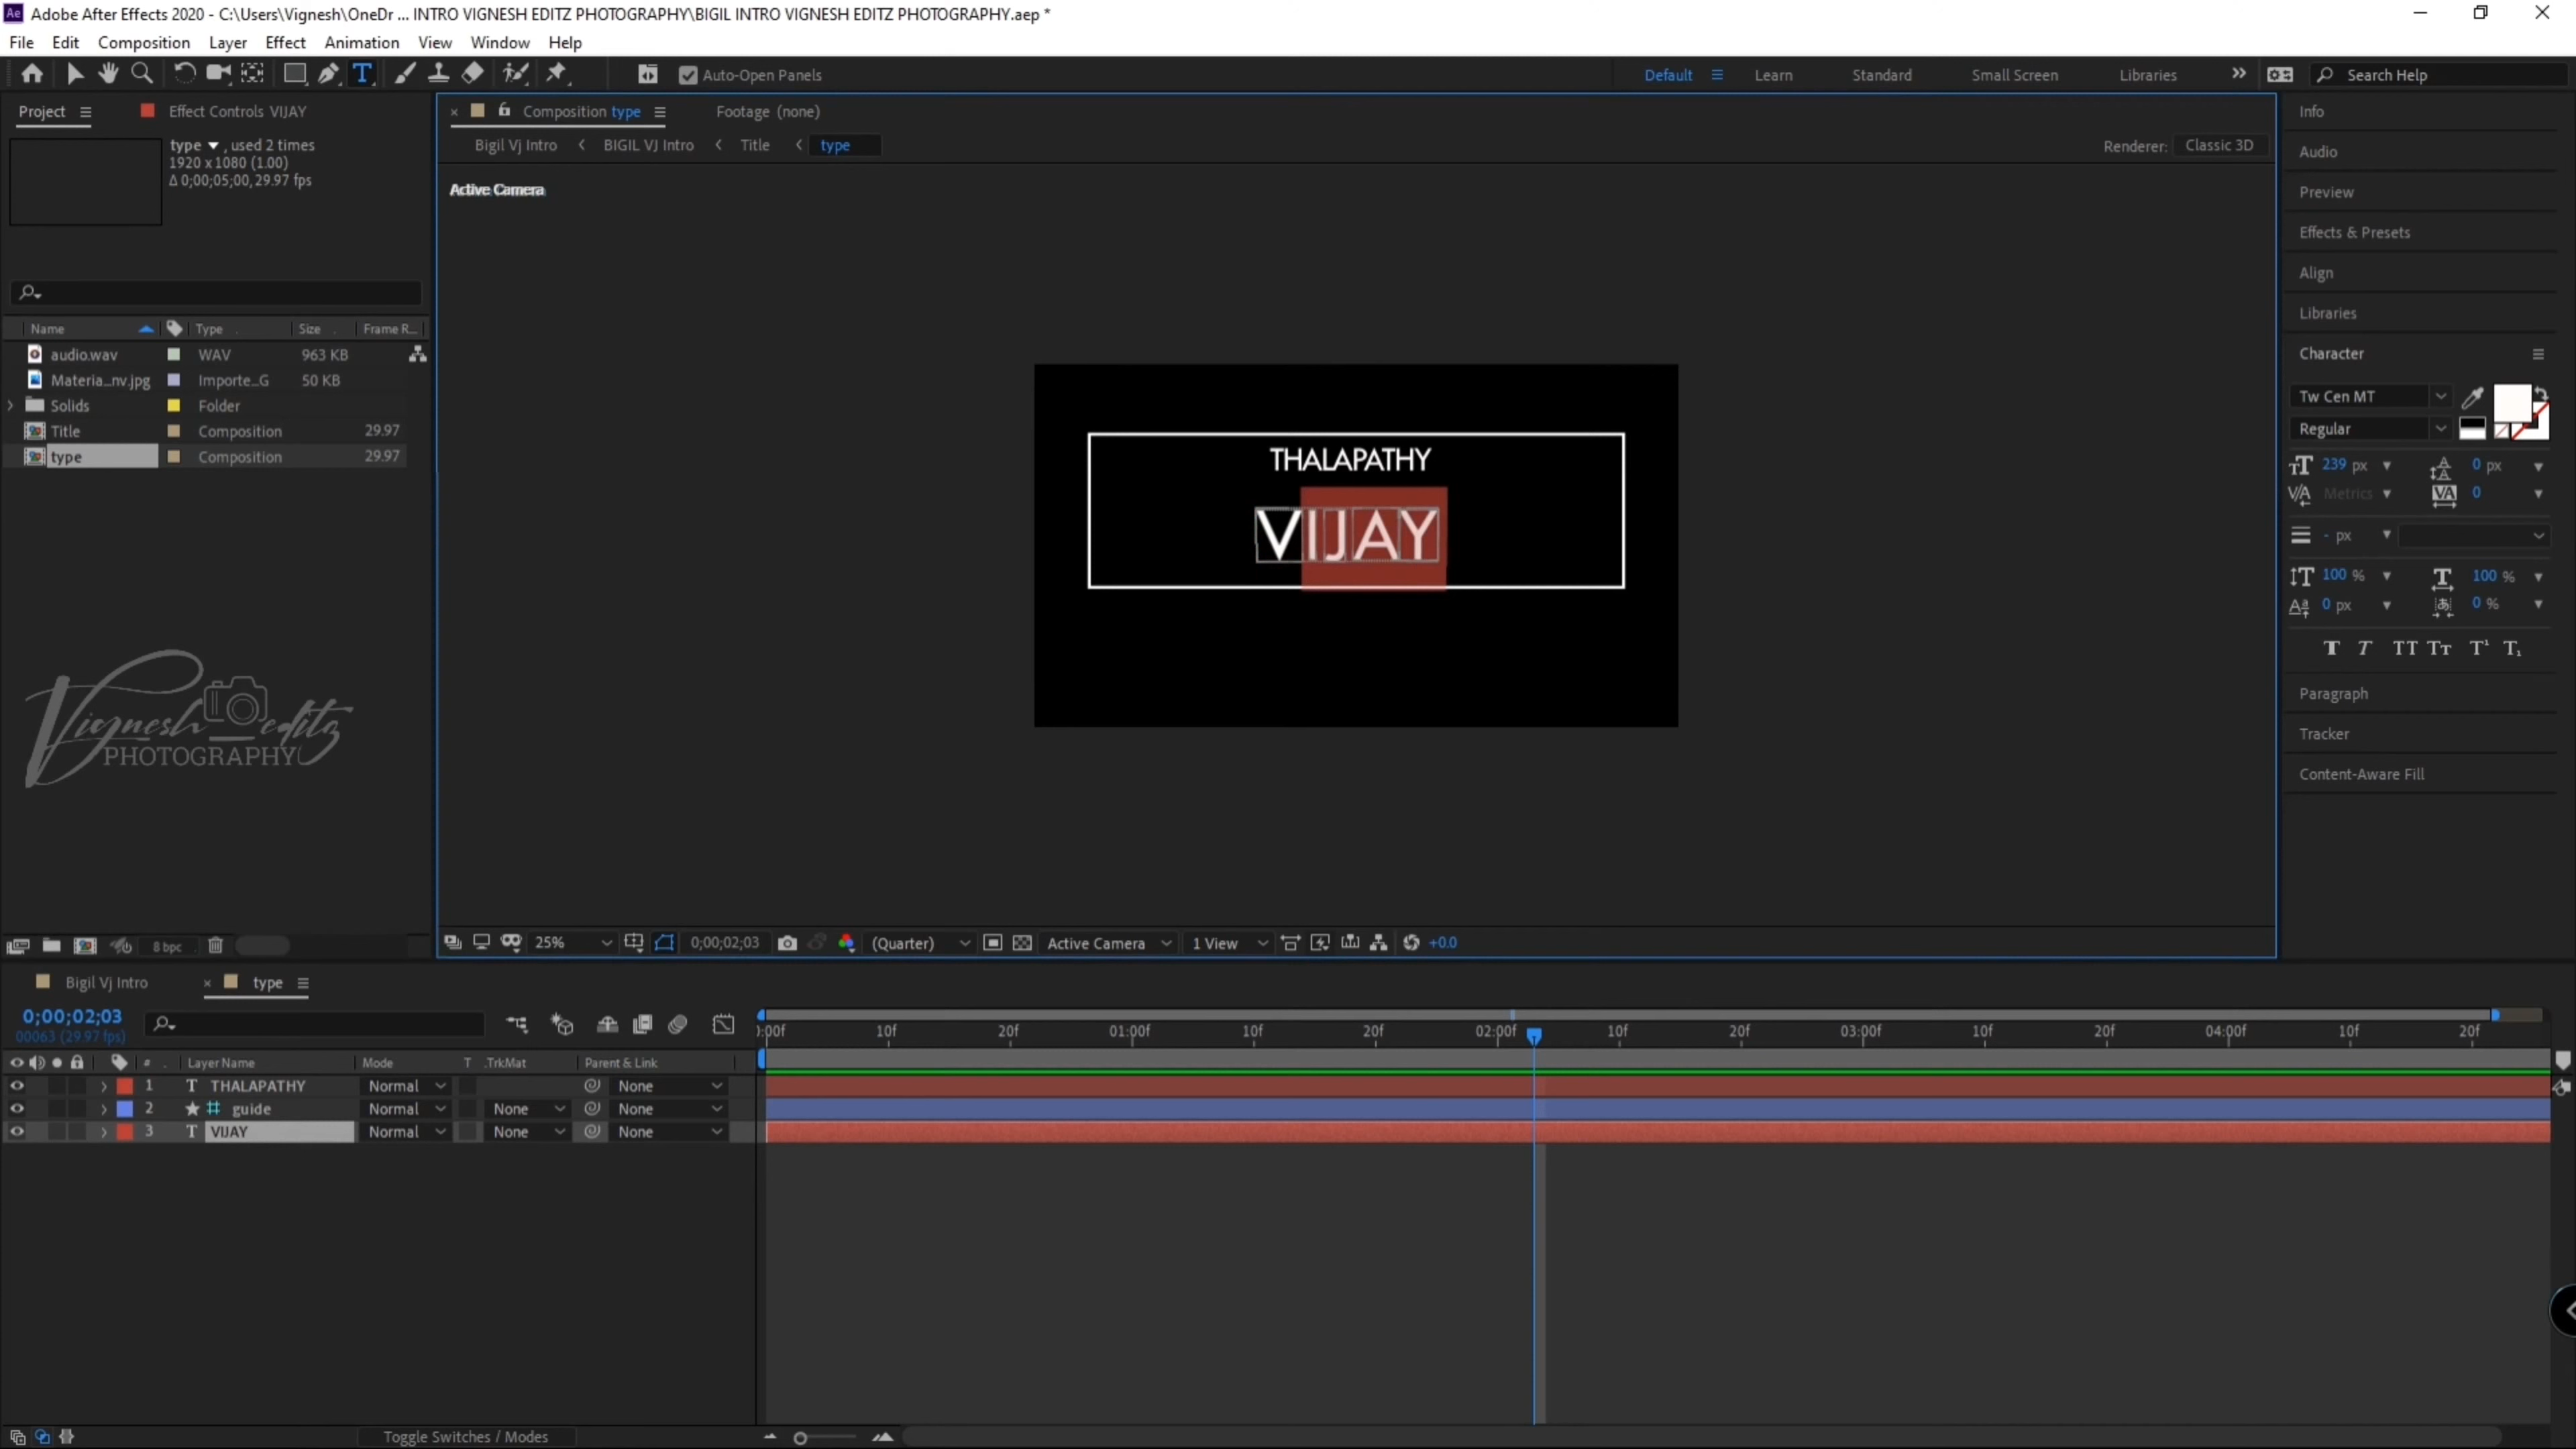 Ae Adobe After Effects 2020 - C:\Users\Vignesh\OneDr ... INTRO VIGNESH EDITZ PHOTOGRAPHY\BIGIL INTRO VIGNESH EDITZ PHOTOGRAPHY.aep *
File Edit Composition Layer Effect Animation View Window Help
Auto-Open Panels Default Learn Standard Small Screen Libraries Search Help
Project Effect Controls VIJAY
type , used 2 times
1920 x 1080 (1.00)
Δ 0;00;05;00, 29.97 fps
Name Type Size Frame R...
audio.wav WAV 963 KB
Materia_nv.jpg Importe_G 50 KB
Solids Folder
Title Composition 29.97
type Composition 29.97
Vignesh editz
PHOTOGRAPHY
8 bpc
Composition type Footage (none)
Bigil Vj Intro BIGIL VJ Intro Title type
Renderer: Classic 3D
Active Camera
THALAPATHY
VIJAY
25% 0;00;02;03 (Quarter) Active Camera 1 View +0.0
Info
Audio
Preview
Effects & Presets
Align
Libraries
Character
Tw Cen MT
Regular
239 px 0 px
Metrics 0
- px
100 % 100 %
0 px 0 %
T T TT Tт T¹ T₁
Paragraph
Tracker
Content-Aware Fill
Bigil Vj Intro type
0;00;02;03
00063 (29.97 fps)
):00f 10f 20f 01:00f 10f 20f 02:00f 10f 20f 03:00f 10f 20f 04:00f 10f 20f
# Layer Name Mode T .TrkMat Parent & Link
1 T THALAPATHY Normal None
2 guide Normal None None
3 T VIJAY Normal None None
Toggle Switches / Modes